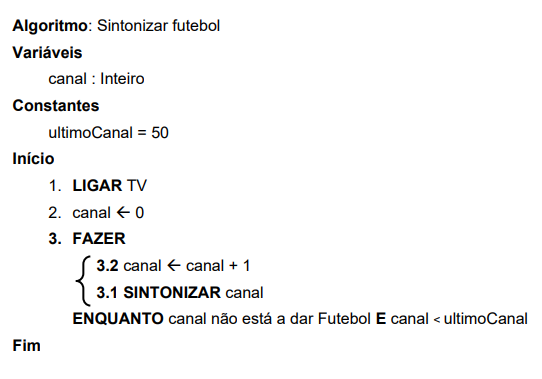 Algoritmo: Sintonizar futebol
Variáveis
canal : Inteiro
Constantes
ultimoCanal = 50
Início
1. LIGAR TV
2. canal ← 0
3. FAZER
3.2 canal ← canal + 1
3.1 SINTONIZAR canal
ENQUANTO canal não está a dar Futebol E canal < ultimoCanal
Fim